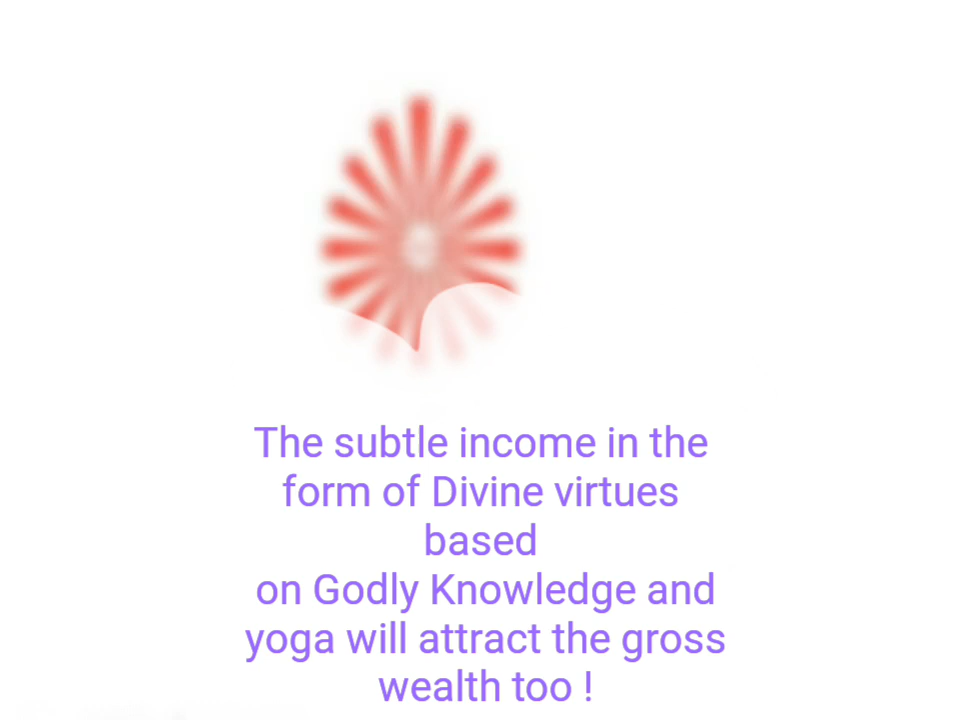 The subtle income in the
form of Divine virtues
based
on Godly Knowledge and
yoga will attract the gross
wealth too !